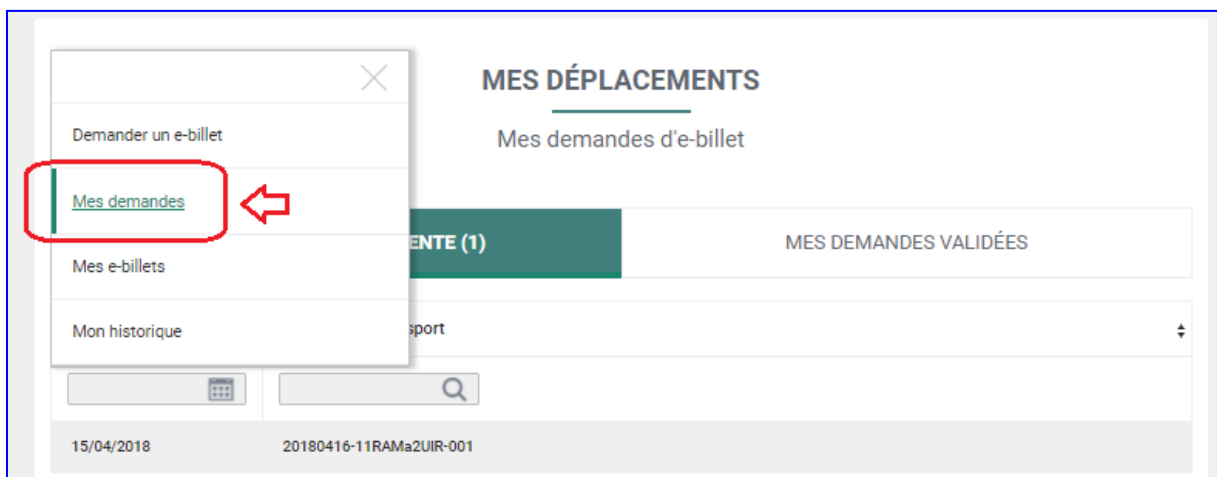 MES DÉPLACEMENTS
Mes demandes d'e-billet
Demander un e-billet
Mes demandes
Mes e-billets
Mon historique
ENTE (1)
MES DEMANDES VALIDÉES
sport
15/04/2018 20180416-11RAMa2UIR-001